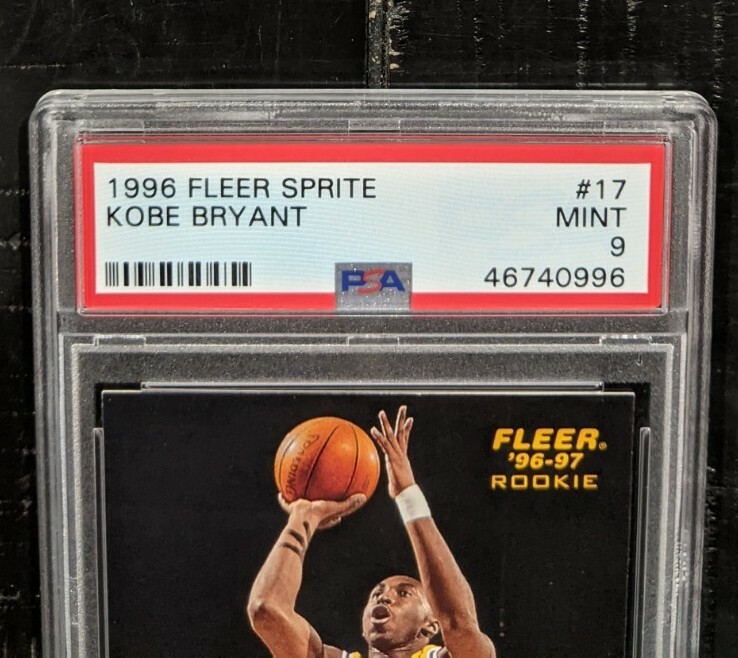 1996 FLEER SPRITE #17
KOBE BRYANT MINT
9
PSA 46740996
SPALDING
FLEER®
'96-97
ROOKIE